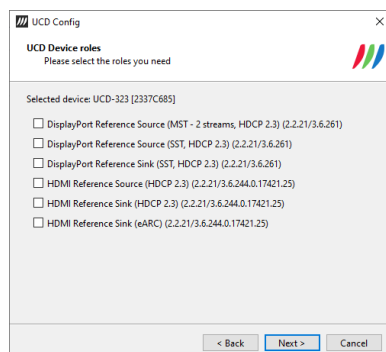 UCD Config
UCD Device roles
Please select the roles you need
Selected device: UCD-323 [2337C685]
DisplayPort Reference Source (MST - 2 streams, HDCP 2.3) (2.2.21/3.6.261)
DisplayPort Reference Source (SST, HDCP 2.3) (2.2.21/3.6.261)
DisplayPort Reference Sink (SST, HDCP 2.3) (2.2.21/3.6.261)
HDMI Reference Source (HDCP 2.3) (2.2.21/3.6.244.0.17421.25)
HDMI Reference Sink (HDCP 2.3) (2.2.21/3.6.244.0.17421.25)
HDMI Reference Sink (eARC) (2.2.21/3.6.244.0.17421.25)
< Back Next > Cancel